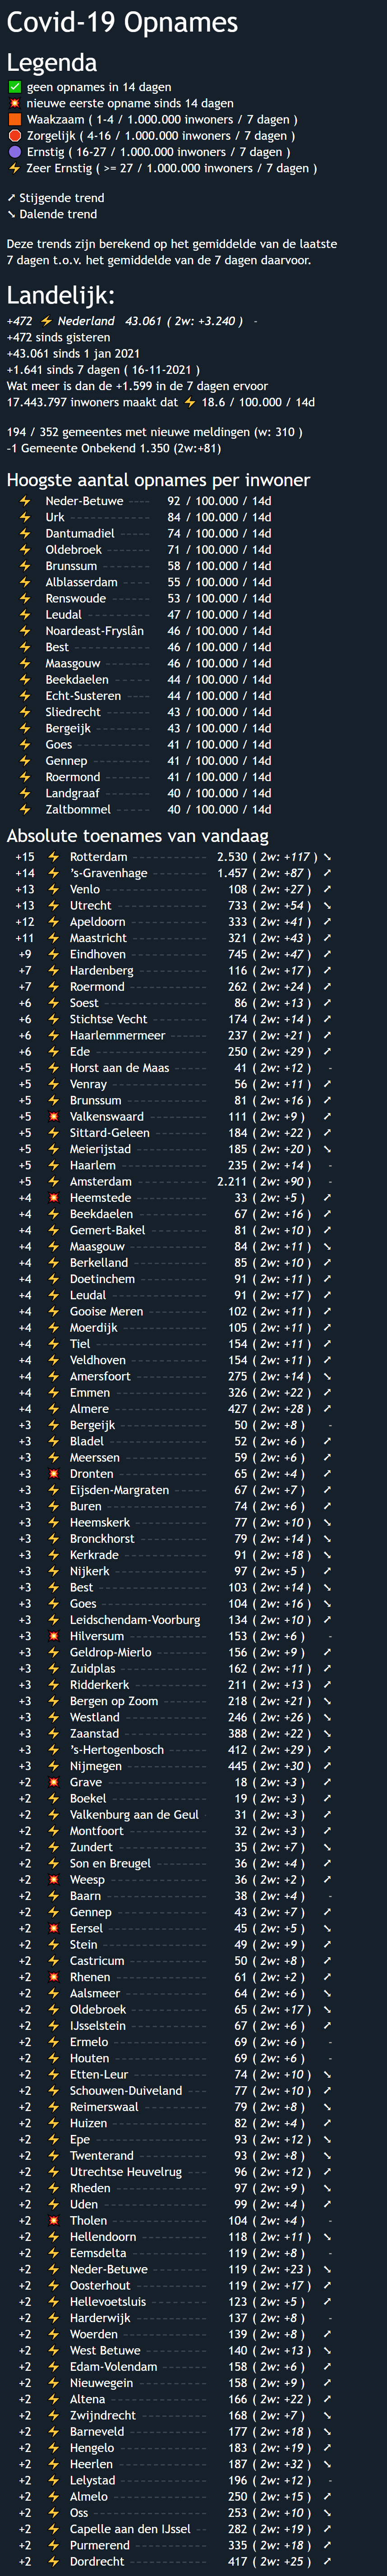 Covid-19 Opnames
Legenda
✅ geen opnames in 14 dagen
💥 nieuwe eerste opname sinds 14 dagen
🟧 Waakzaam ( 1-4 / 1.000.000 inwoners / 7 dagen )
🛑 Zorgelijk ( 4-16 / 1.000.000 inwoners / 7 dagen )
🟣 Ernstig ( 16-27 / 1.000.000 inwoners / 7 dagen )
⚡ Zeer Ernstig ( >= 27 / 1.000.000 inwoners / 7 dagen )
➚ Stijgende trend
➘ Dalende trend
Deze trends zijn berekend op het gemiddelde van de laatste
7 dagen t.o.v. het gemiddelde van de 7 dagen daarvoor.
Landelijk:
+472 ⚡ Nederland 43.061 ( 2w: +3.240 ) -
+472 sinds gisteren
+43.061 sinds 1 jan 2021
+1.641 sinds 7 dagen ( 16-11-2021 )
Wat meer is dan de +1.599 in de 7 dagen ervoor
17.443.797 inwoners maakt dat ⚡ 18.6 / 100.000 / 14d
194 / 352 gemeentes met nieuwe meldingen (w: 310 )
-1 Gemeente Onbekend 1.350 (2w:+81)
Hoogste aantal opnames per inwoner
⚡ Neder-Betuwe ---- 92 / 100.000 / 14d
⚡ Urk ---- 84 / 100.000 / 14d
⚡ Dantumadiel ---- 74 / 100.000 / 14d
⚡ Oldebroek ---- 71 / 100.000 / 14d
⚡ Brunssum ---- 58 / 100.000 / 14d
⚡ Alblasserdam ---- 55 / 100.000 / 14d
⚡ Renswoude ---- 53 / 100.000 / 14d
⚡ Leudal ---- 47 / 100.000 / 14d
⚡ Noardeast-Fryslân 46 / 100.000 / 14d
⚡ Best ---- 46 / 100.000 / 14d
⚡ Maasgouw ---- 46 / 100.000 / 14d
⚡ Beekdaelen ---- 44 / 100.000 / 14d
⚡ Echt-Susteren ---- 44 / 100.000 / 14d
⚡ Sliedrecht ---- 43 / 100.000 / 14d
⚡ Bergeijk ---- 43 / 100.000 / 14d
⚡ Goes ---- 41 / 100.000 / 14d
⚡ Gennep ---- 41 / 100.000 / 14d
⚡ Roermond ---- 41 / 100.000 / 14d
⚡ Landgraaf ---- 40 / 100.000 / 14d
⚡ Zaltbommel ---- 40 / 100.000 / 14d
Absolute toenames van vandaag
+15 ⚡ Rotterdam ---- 2.530 ( 2w: +117 ) ➘
+14 ⚡ 's-Gravenhage ---- 1.457 ( 2w: +87 ) ➚
+13 ⚡ Venlo ---- 108 ( 2w: +27 ) ➚
+13 ⚡ Utrecht ---- 733 ( 2w: +54 ) ➘
+12 ⚡ Apeldoorn ---- 333 ( 2w: +41 ) ➚
+11 ⚡ Maastricht ---- 321 ( 2w: +43 ) ➚
+9 ⚡ Eindhoven ---- 745 ( 2w: +47 ) ➚
+7 ⚡ Hardenberg ---- 116 ( 2w: +17 ) ➚
+7 ⚡ Roermond ---- 262 ( 2w: +24 ) ➚
+6 ⚡ Soest ---- 86 ( 2w: +13 ) ➚
+6 ⚡ Stichtse Vecht ---- 174 ( 2w: +14 ) ➚
+6 ⚡ Haarlemmermeer ---- 237 ( 2w: +21 ) ➚
+6 ⚡ Ede ---- 250 ( 2w: +29 ) ➚
+5 ⚡ Horst aan de Maas ---- 41 ( 2w: +12 ) -
+5 ⚡ Venray ---- 56 ( 2w: +11 ) ➚
+5 ⚡ Brunssum ---- 81 ( 2w: +16 ) ➚
+5 💥 Valkenswaard ---- 111 ( 2w: +9 ) ➚
+5 ⚡ Sittard-Geleen ---- 184 ( 2w: +22 ) ➚
+5 ⚡ Meierijstad ---- 185 ( 2w: +20 ) ➘
+5 ⚡ Haarlem ---- 235 ( 2w: +14 ) -
+5 ⚡ Amsterdam ---- 2.211 ( 2w: +90 ) -
+4 💥 Heemstede ---- 33 ( 2w: +5 ) ➚
+4 ⚡ Beekdaelen ---- 67 ( 2w: +16 ) ➚
+4 ⚡ Gemert-Bakel ---- 81 ( 2w: +10 ) ➚
+4 ⚡ Maasgouw ---- 84 ( 2w: +11 ) ➘
+4 ⚡ Berkelland ---- 85 ( 2w: +10 ) ➚
+4 ⚡ Doetinchem ---- 91 ( 2w: +11 ) ➚
+4 ⚡ Leudal ---- 91 ( 2w: +17 ) ➚
+4 ⚡ Gooise Meren ---- 102 ( 2w: +11 ) ➚
+4 ⚡ Moerdijk ---- 105 ( 2w: +11 ) ➚
+4 ⚡ Tiel ---- 154 ( 2w: +11 ) ➚
+4 ⚡ Veldhoven ---- 154 ( 2w: +11 ) ➚
+4 ⚡ Amersfoort ---- 275 ( 2w: +14 ) ➘
+4 ⚡ Emmen ---- 326 ( 2w: +22 ) ➚
+4 ⚡ Almere ---- 427 ( 2w: +28 ) ➚
+3 ⚡ Bergeijk ---- 50 ( 2w: +8 ) -
+3 ⚡ Bladel ---- 52 ( 2w: +6 ) ➚
+3 ⚡ Meerssen ---- 59 ( 2w: +6 ) ➚
+3 💥 Dronten ---- 65 ( 2w: +4 ) ➚
+3 ⚡ Eijsden-Margraten ---- 67 ( 2w: +7 ) ➚
+3 ⚡ Buren ---- 74 ( 2w: +6 ) ➚
+3 ⚡ Heemskerk ---- 77 ( 2w: +10 ) ➘
+3 ⚡ Bronckhorst ---- 79 ( 2w: +14 ) ➘
+3 ⚡ Kerkrade ---- 91 ( 2w: +18 ) ➘
+3 ⚡ Nijkerk ---- 97 ( 2w: +5 ) ➚
+3 ⚡ Best ---- 103 ( 2w: +14 ) ➘
+3 ⚡ Goes ---- 104 ( 2w: +16 ) ➘
+3 ⚡ Leidschendam-Voorburg 134 ( 2w: +10 ) ➚
+3 💥 Hilversum ---- 153 ( 2w: +6 ) -
+3 ⚡ Geldrop-Mierlo ---- 156 ( 2w: +9 ) ➚
+3 ⚡ Zuidplas ---- 162 ( 2w: +11 ) ➚
+3 ⚡ Ridderkerk ---- 211 ( 2w: +13 ) ➚
+3 ⚡ Bergen op Zoom ---- 218 ( 2w: +21 ) ➘
+3 ⚡ Westland ---- 246 ( 2w: +26 ) ➘
+3 ⚡ Zaanstad ---- 388 ( 2w: +22 ) ➘
+3 ⚡ 's-Hertogenbosch ---- 412 ( 2w: +29 ) ➚
+3 ⚡ Nijmegen ---- 445 ( 2w: +30 ) ➚
+2 💥 Grave ---- 18 ( 2w: +3 ) ➚
+2 ⚡ Boekel ---- 19 ( 2w: +3 ) ➚
+2 ⚡ Valkenburg aan de Geul 31 ( 2w: +3 ) ➚
+2 ⚡ Montfoort ---- 32 ( 2w: +3 ) ➚
+2 ⚡ Zundert ---- 35 ( 2w: +7 ) ➘
+2 ⚡ Son en Breugel ---- 36 ( 2w: +4 ) ➚
+2 💥 Weesp ---- 36 ( 2w: +2 ) ➚
+2 ⚡ Baarn ---- 38 ( 2w: +4 ) -
+2 ⚡ Gennep ---- 43 ( 2w: +7 ) ➚
+2 💥 Eersel ---- 45 ( 2w: +5 ) ➘
+2 ⚡ Stein ---- 49 ( 2w: +9 ) ➚
+2 ⚡ Castricum ---- 50 ( 2w: +8 ) ➚
+2 💥 Rhenen ---- 61 ( 2w: +2 ) ➚
+2 ⚡ Aalsmeer ---- 64 ( 2w: +6 ) ➘
+2 ⚡ Oldebroek ---- 65 ( 2w: +17 ) ➘
+2 ⚡ IJsselstein ---- 67 ( 2w: +6 ) ➚
+2 ⚡ Ermelo ---- 69 ( 2w: +6 ) -
+2 ⚡ Houten ---- 69 ( 2w: +6 ) -
+2 ⚡ Etten-Leur ---- 74 ( 2w: +10 ) ➘
+2 ⚡ Schouwen-Duiveland ---- 77 ( 2w: +10 ) ➚
+2 ⚡ Reimerswaal ---- 79 ( 2w: +8 ) ➘
+2 ⚡ Huizen ---- 82 ( 2w: +4 ) ➚
+2 ⚡ Epe ---- 93 ( 2w: +12 ) ➘
+2 ⚡ Twenterand ---- 93 ( 2w: +8 ) ➘
+2 ⚡ Utrechtse Heuvelrug ---- 96 ( 2w: +12 ) ➚
+2 ⚡ Rheden ---- 97 ( 2w: +9 ) ➘
+2 ⚡ Uden ---- 99 ( 2w: +4 ) ➚
+2 💥 Tholen ---- 104 ( 2w: +4 ) -
+2 ⚡ Hellendoorn ---- 118 ( 2w: +11 ) ➘
+2 ⚡ Eemsdelta ---- 119 ( 2w: +8 ) -
+2 ⚡ Neder-Betuwe ---- 119 ( 2w: +23 ) ➘
+2 ⚡ Oosterhout ---- 119 ( 2w: +17 ) ➚
+2 ⚡ Hellevoetsluis ---- 123 ( 2w: +5 ) ➚
+2 ⚡ Harderwijk ---- 137 ( 2w: +8 ) -
+2 ⚡ Woerden ---- 139 ( 2w: +8 ) ➚
+2 ⚡ West Betuwe ---- 140 ( 2w: +13 ) ➘
+2 ⚡ Edam-Volendam ---- 158 ( 2w: +6 ) ➚
+2 ⚡ Nieuwegein ---- 158 ( 2w: +9 ) ➚
+2 ⚡ Altena ---- 166 ( 2w: +22 ) ➚
+2 ⚡ Zwijndrecht ---- 168 ( 2w: +7 ) ➘
+2 ⚡ Barneveld ---- 177 ( 2w: +18 ) ➘
+2 ⚡ Hengelo ---- 183 ( 2w: +19 ) ➚
+2 ⚡ Heerlen ---- 187 ( 2w: +32 ) ➘
+2 ⚡ Lelystad ---- 196 ( 2w: +12 ) -
+2 ⚡ Almelo ---- 250 ( 2w: +15 ) ➚
+2 ⚡ Oss ---- 253 ( 2w: +10 ) ➘
+2 ⚡ Capelle aan den IJssel -- 282 ( 2w: +19 ) ➚
+2 ⚡ Purmerend ---- 335 ( 2w: +18 ) ➚
+2 ⚡ Dordrecht ---- 417 ( 2w: +25 ) ➚